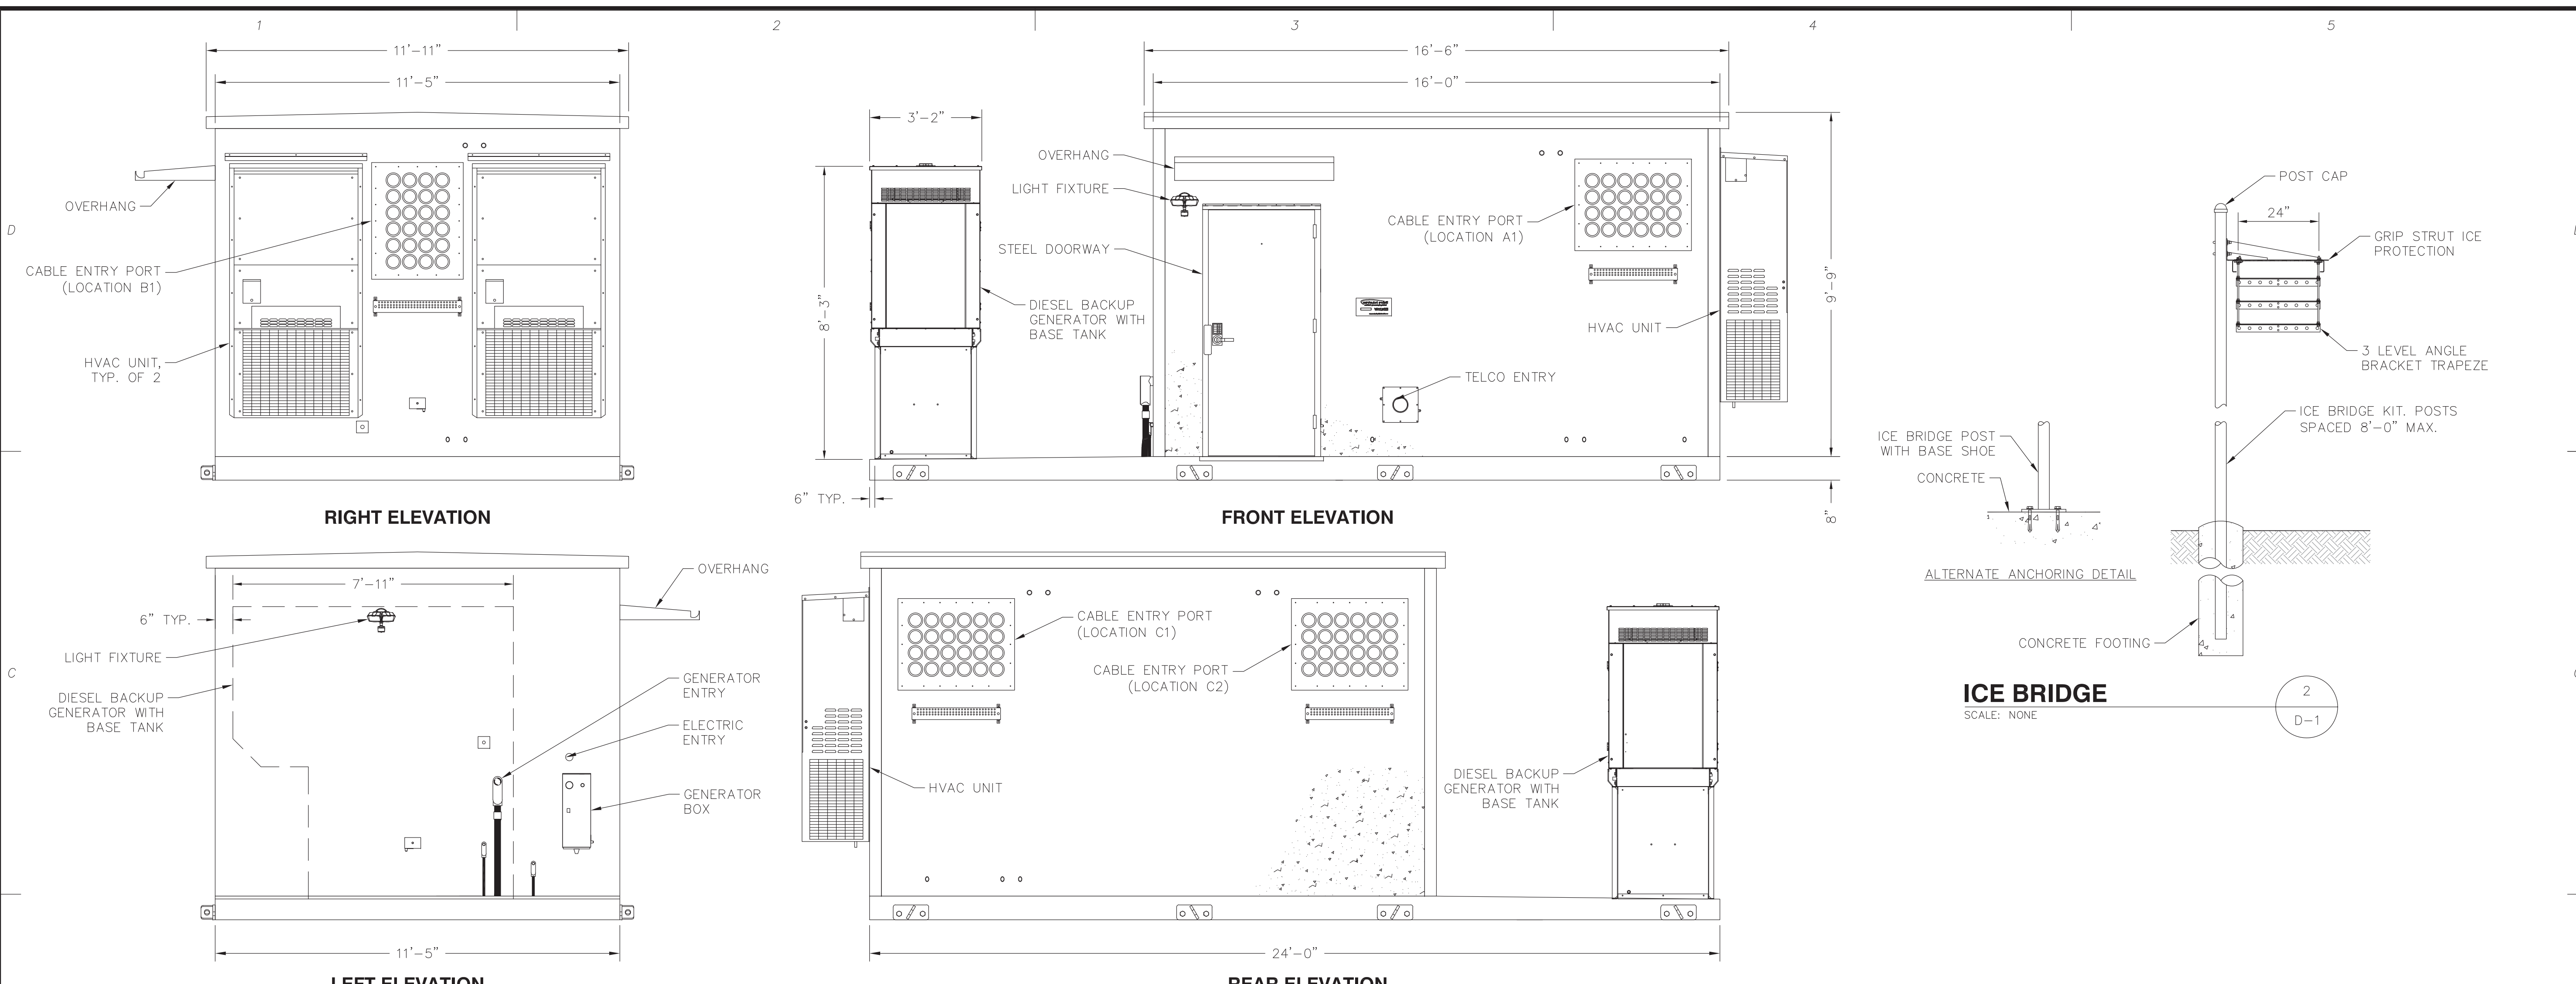 1
2
3
4
5
D
C
11'-11"
11'-5"
OVERHANG
CABLE ENTRY PORT
(LOCATION B1)
HVAC UNIT,
TYP. OF 2
RIGHT ELEVATION
16'-6"
16'-0"
3'-2"
8'-3"
OVERHANG
LIGHT FIXTURE
STEEL DOORWAY
DIESEL BACKUP
GENERATOR WITH
BASE TANK
CABLE ENTRY PORT
(LOCATION A1)
HVAC UNIT
TELCO ENTRY
9'-9"
8"
6" TYP.
FRONT ELEVATION
POST CAP
24"
GRIP STRUT ICE
PROTECTION
3 LEVEL ANGLE
BRACKET TRAPEZE
ICE BRIDGE KIT. POSTS
SPACED 8'-0" MAX.
ICE BRIDGE POST
WITH BASE SHOE
CONCRETE
ALTERNATE ANCHORING DETAIL
CONCRETE FOOTING
ICE BRIDGE
SCALE: NONE
2
D-1
7'-11"
6" TYP.
OVERHANG
LIGHT FIXTURE
DIESEL BACKUP
GENERATOR WITH
BASE TANK
GENERATOR
ENTRY
ELECTRIC
ENTRY
GENERATOR
BOX
11'-5"
LEFT ELEVATION
CABLE ENTRY PORT
(LOCATION C1)
CABLE ENTRY PORT
(LOCATION C2)
HVAC UNIT
DIESEL BACKUP
GENERATOR WITH
BASE TANK
24'-0"
REAR ELEVATION